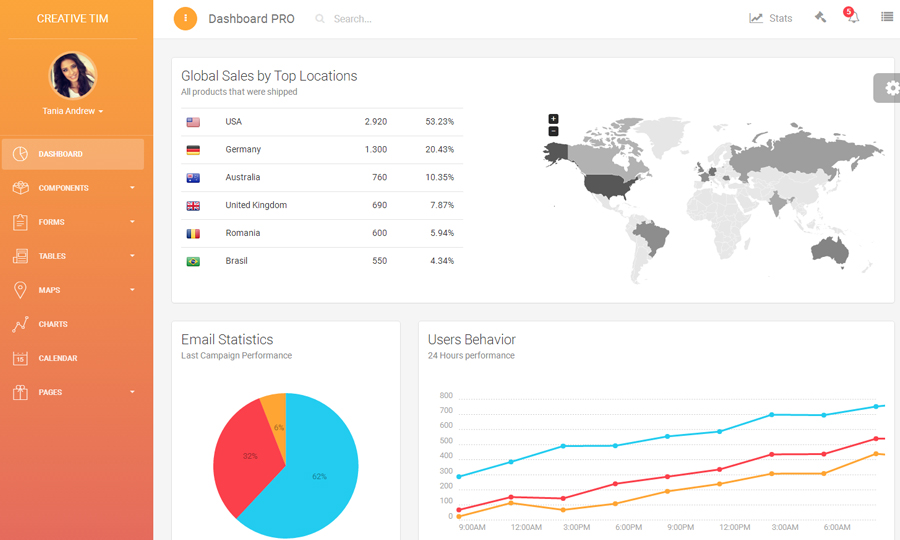 CREATIVE TIM
Dashboard PRO
Search...
Stats
5
Tania Andrew
DASHBOARD
COMPONENTS
FORMS
TABLES
MAPS
CHARTS
15
CALENDAR
PAGES
Global Sales by Top Locations
All products that were shipped
USA 2.920 53.23%
Germany 1.300 20.43%
Australia 760 10.35%
United Kingdom 690 7.87%
Romania 600 5.94%
Brasil 550 4.34%
+
−
Email Statistics
Last Campaign Performance
6%
32%
62%
Users Behavior
24 Hours performance
800
700
600
500
400
300
200
100
0
9:00AM 12:00AM 3:00PM 6:00PM 9:00PM 12:00PM 3:00AM 6:00AM